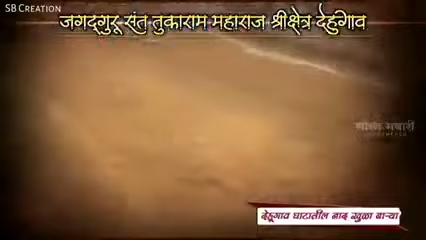 SB CREATION
जगद्गुरू संत तुकाराम महाराज श्रीक्षेत्र देहुगांव
देहूगाव घाटातील नाद खुळा बाऱ्या